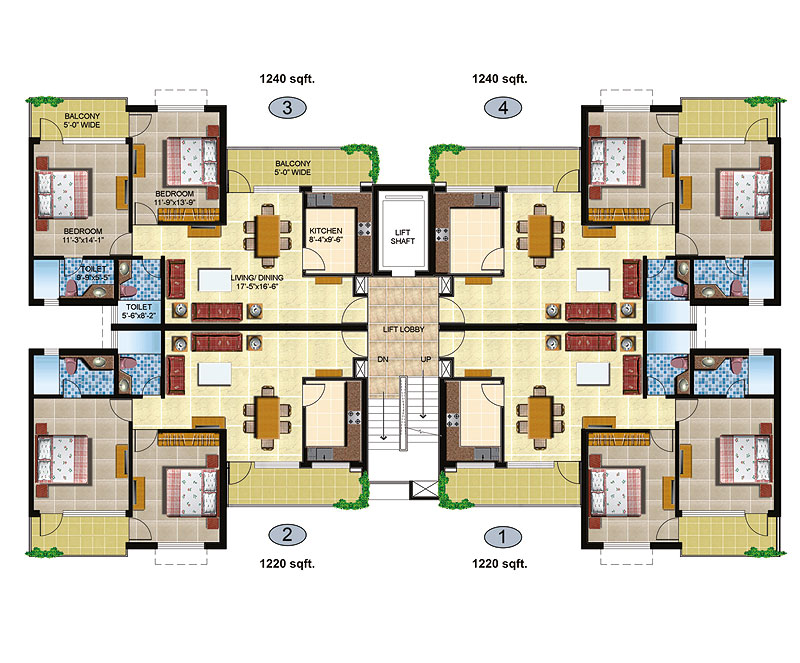 1240 sqft.
1240 sqft.
3
4
BALCONY
5'-0" WIDE
BALCONY
5'-0" WIDE
BEDROOM
11'-9"x13'-9"
BEDROOM
11'-3"x14'-1"
KITCHEN
8'-4"x9'-6"
LIFT
SHAFT
TOILET
9'-9"x5'-5"
LIVING/ DINING
17'-5"x16'-6"
TOILET
5'-6"x8'-2"
LIFT LOBBY
DN
UP
2
1
1220 sqft.
1220 sqft.